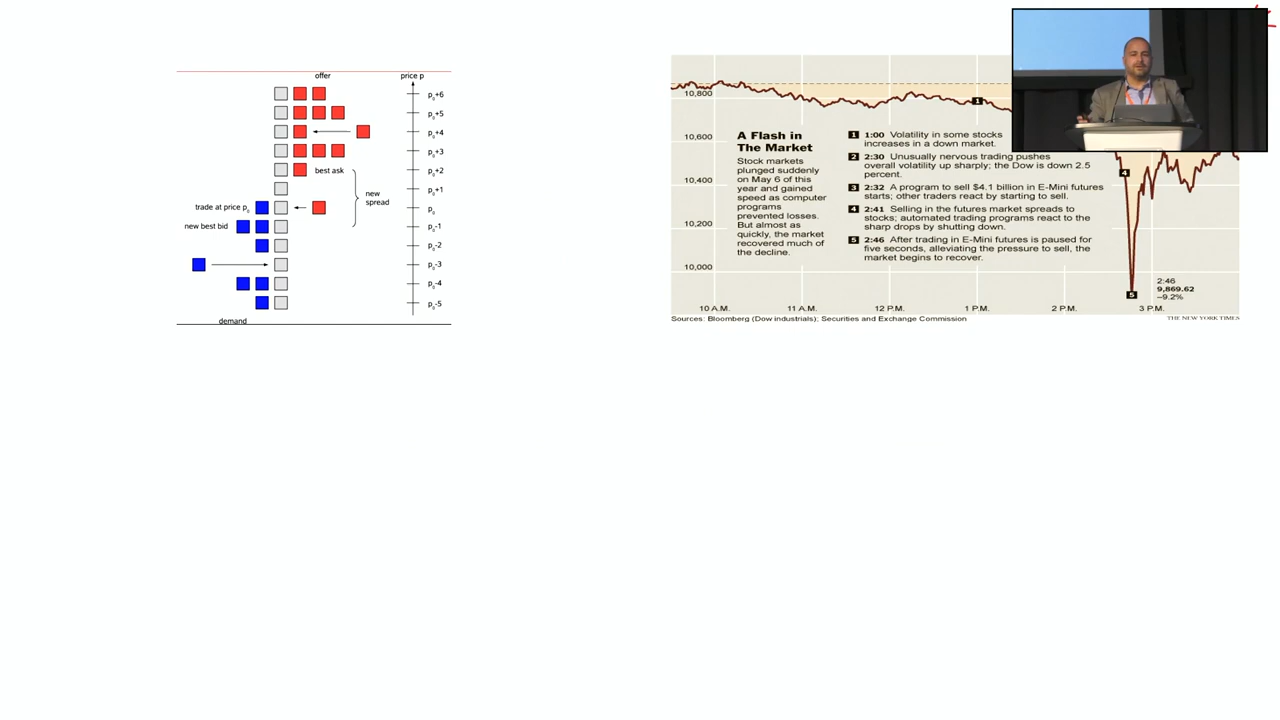 offer
price p
p0+6
p0+5
p0+4
p0+3
best ask
p0+2
p0+1
new
spread
trade at price p0
p0
new best bid
p0-1
p0-2
p0-3
p0-4
p0-5
demand
10,800
10,600
10,400
10,200
10,000
A Flash in
The Market
Stock markets
plunged suddenly
on May 6 of this
year and gained
speed as computer
programs
prevented losses.
But almost as
quickly, the market
recovered much of
the decline.
1
1 1:00 Volatility in some stocks
increases in a down market.
2 2:30 Unusually nervous trading pushes
overall volatility up sharply; the Dow is down 2.5
percent.
3 2:32 A program to sell $4.1 billion in E-Mini futures
starts; other traders react by starting to sell.
4 2:41 Selling in the futures market spreads to
stocks; automated trading programs react to the
sharp drops by shutting down.
5 2:46 After trading in E-Mini futures is paused for
five seconds, alleviating the pressure to sell, the
market begins to recover.
4
5
2:46
9,869.62
–9.2%
10 A.M.
11 A.M.
12 P.M.
1 P.M.
2 P.M.
3 P.M.
Sources: Bloomberg (Dow industrials); Securities and Exchange Commission
THE NEW YORK TIMES